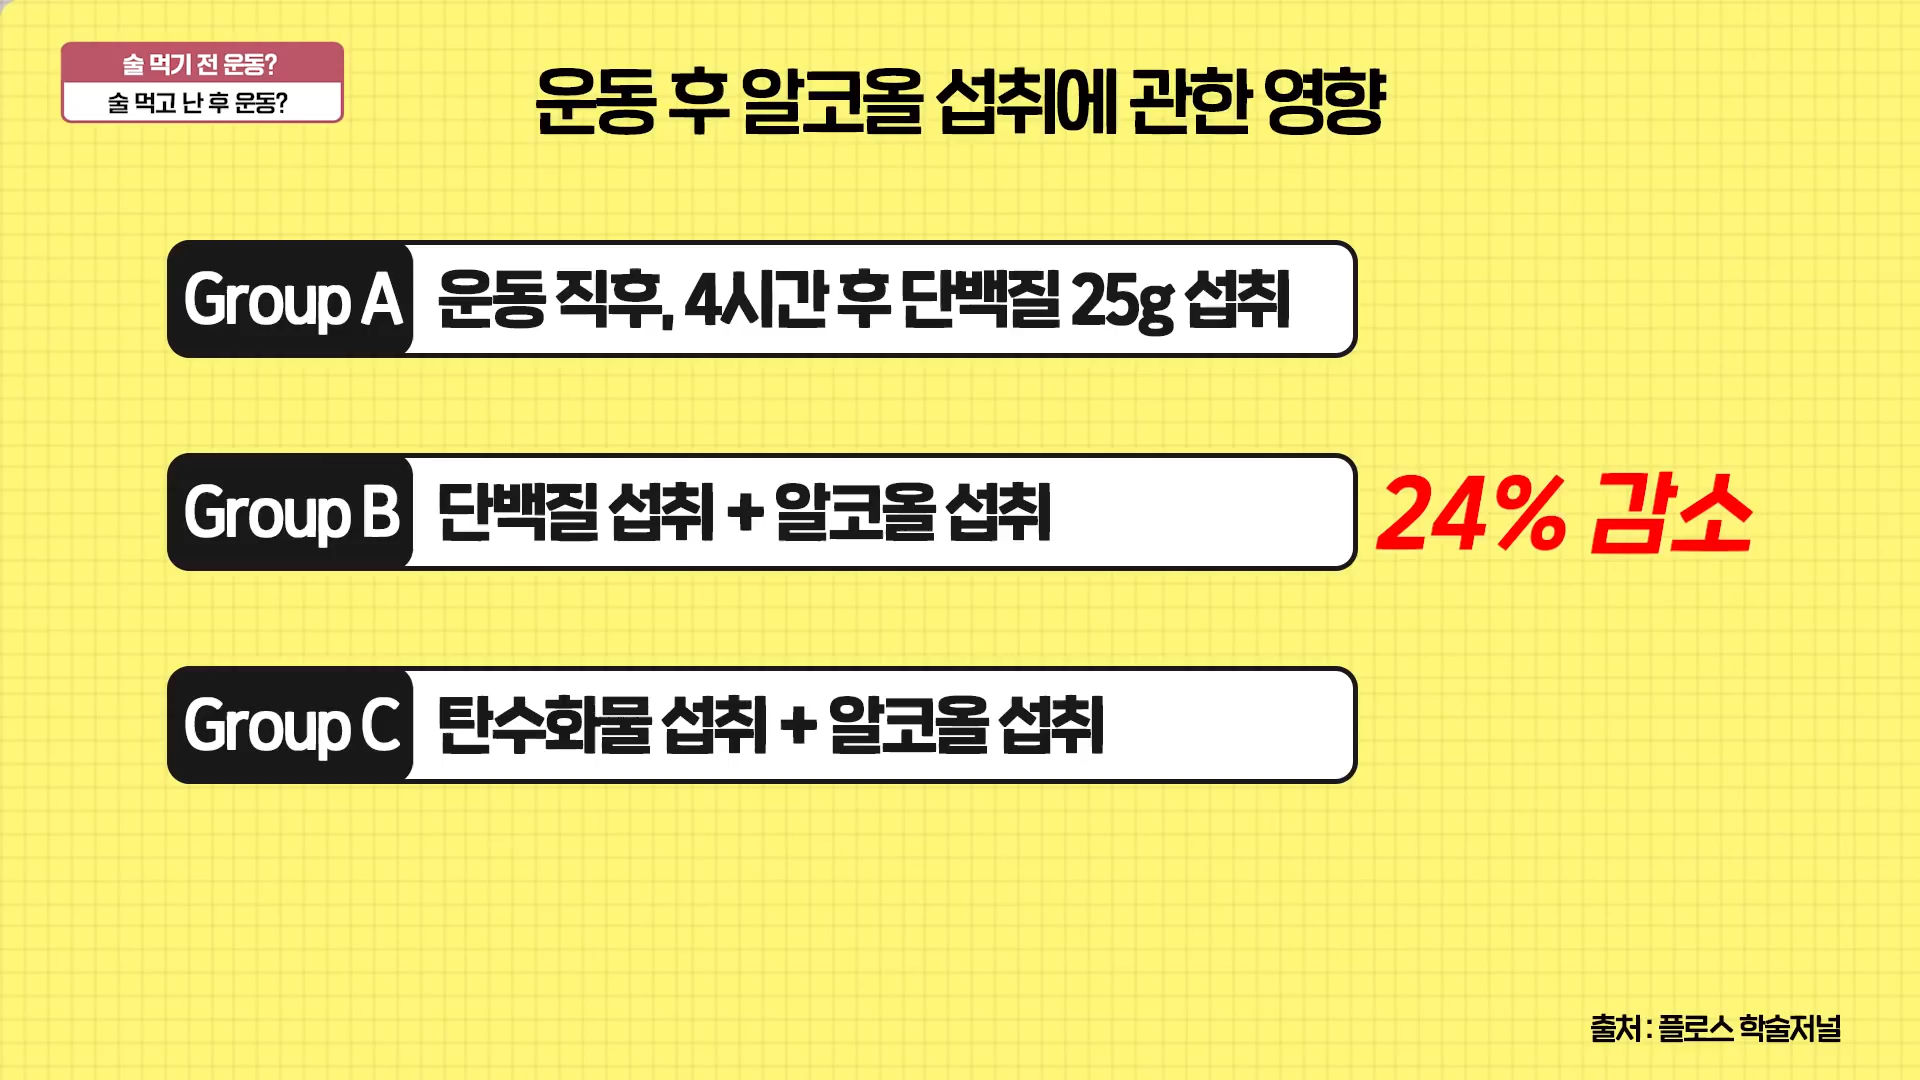 술 먹기 전 운동?
술 먹고 난 후 운동?
운동 후 알코올 섭취에 관한 영향
Group A 운동 직후, 4시간 후 단백질 25g 섭취
Group B 단백질 섭취 + 알코올 섭취 24% 감소
Group C 탄수화물 섭취 + 알코올 섭취
출처 : 플로스 학술저널